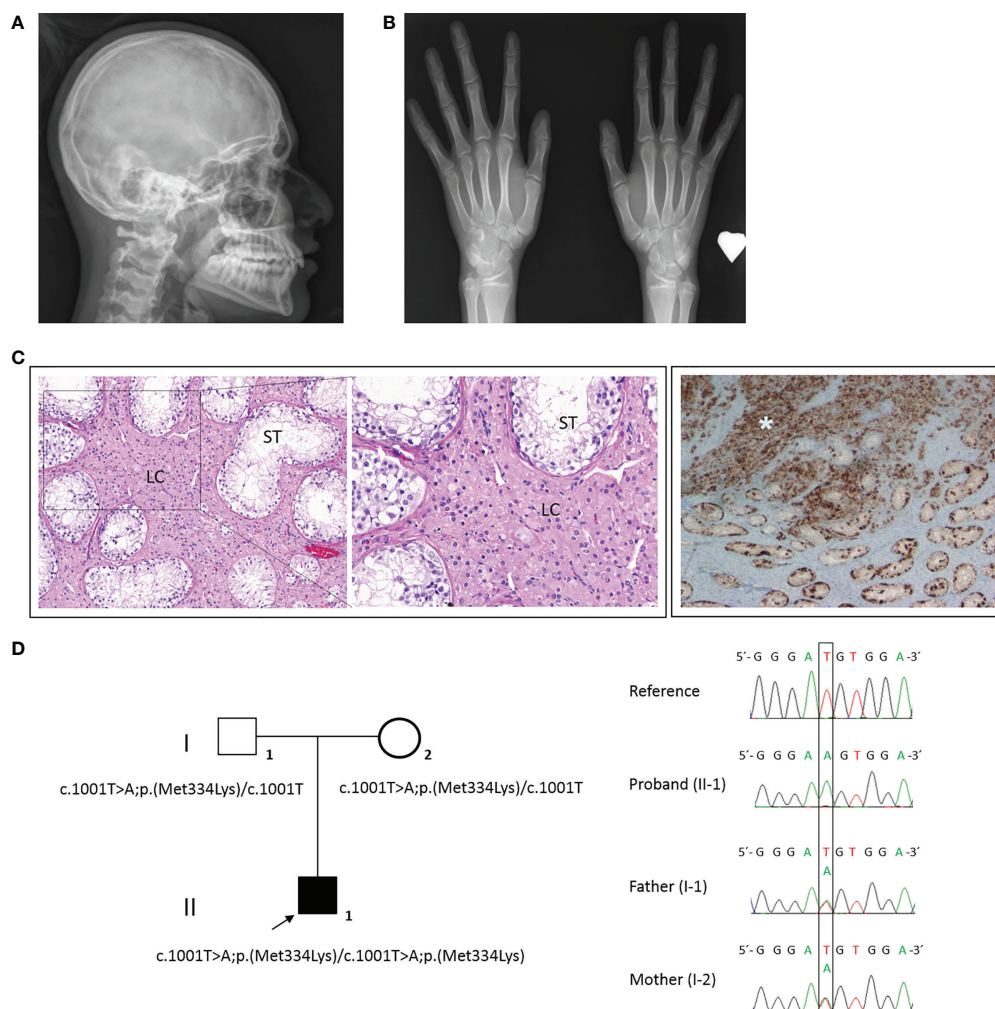 A
B
C
ST
LC
ST
LC
*
D
I
1
2
c.1001T>A;p.(Met334Lys)/c.1001T
c.1001T>A;p.(Met334Lys)/c.1001T
II
1
c.1001T>A;p.(Met334Lys)/c.1001T>A;p.(Met334Lys)
5´- G G G A T G T G G A -3´
Reference
5´- G G G A A G T G G A -3´
Proband (II-1)
5´- G G G A T G T G G A -3´
A
Father (I-1)
5´- G G G A T G T G G A -3´
A
Mother (I-2)